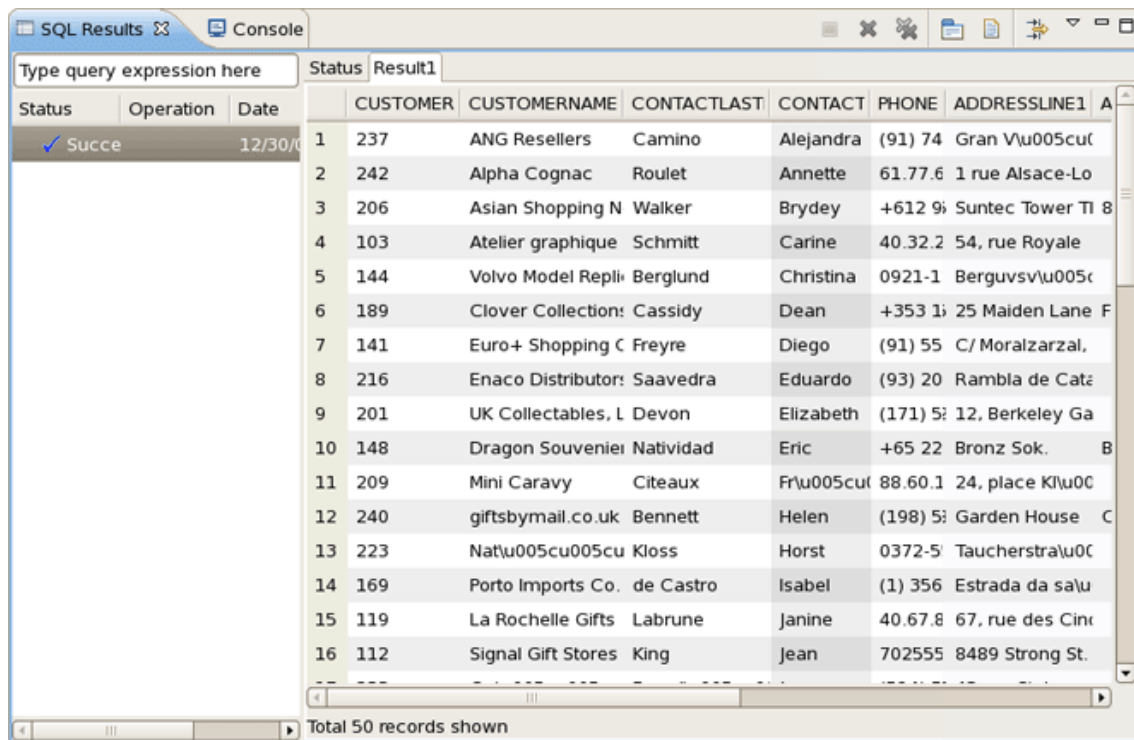 SQL Results Console
Type query expression here
Status Operation Date
Succe 12/30/0
Status Result1
CUSTOMER CUSTOMERNAME CONTACTLAST CONTACT PHONE ADDRESSLINE1 A
1 237 ANG Resellers Camino Alejandra (91) 74 Gran V\u005cu(
2 242 Alpha Cognac Roulet Annette 61.77.6 1 rue Alsace-Lo
3 206 Asian Shopping N Walker Brydey +612 9 Suntec Tower 8
4 103 Atelier graphique Schmitt Carine 40.32.2 54, rue Royale
5 144 Volvo Model Repli Berglund Christina 0921-1 Berguvsv\u005c
6 189 Clover Collection Cassidy Dean +353 1 25 Maiden Lane F
7 141 Euro+ Shopping C Freyre Diego (91) 55 C/ Moralzarzal,
8 216 Enaco Distributor Saavedra Eduardo (93) 20 Rambla de Cata
9 201 UK Collectables, L Devon Elizabeth (171) 5 12, Berkeley Ga
10 148 Dragon Souvenie Natividad Eric +65 22 Bronz Sok. B
11 209 Mini Caravy Citeaux Fr\u005cu( 88.60.1 24, place Kl\u00
12 240 giftsbymail.co.uk Bennett Helen (198) 5 Garden House C
13 223 Nat\u005cu005cu Kloss Horst 0372-5 Taucherstra\u00
14 169 Porto Imports Co. de Castro Isabel (1) 356 Estrada da sa\u
15 119 La Rochelle Gifts Labrune Janine 40.67.8 67, rue des Cin
16 112 Signal Gift Stores King Jean 702555 8489 Strong St.
Total 50 records shown